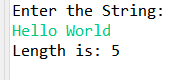 Enter the String:
Hello World
Length is: 5